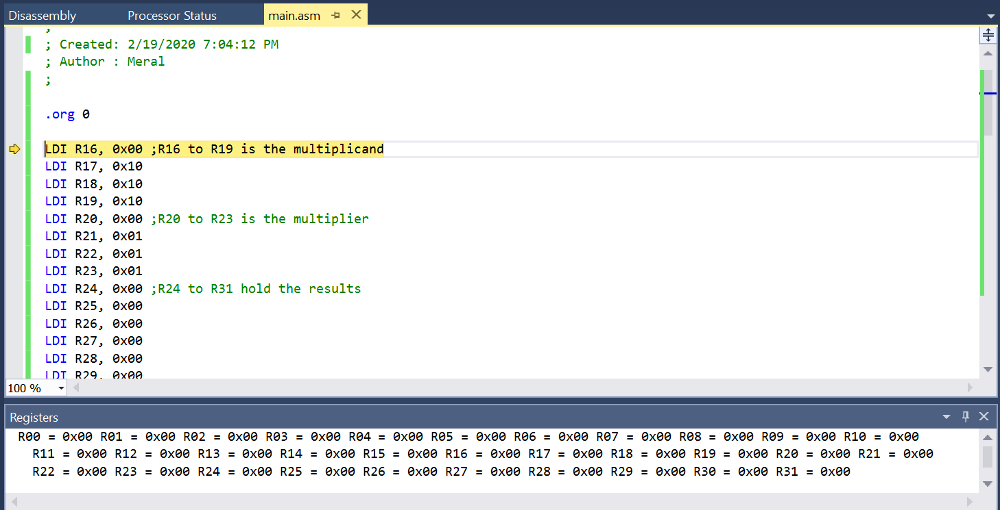 Disassembly Processor Status main.asm
;
; Created: 2/19/2020 7:04:12 PM
; Author : Meral
;
.org 0
LDI R16, 0x00 ;R16 to R19 is the multiplicand
LDI R17, 0x10
LDI R18, 0x10
LDI R19, 0x10
LDI R20, 0x00 ;R20 to R23 is the multiplier
LDI R21, 0x01
LDI R22, 0x01
LDI R23, 0x01
LDI R24, 0x00 ;R24 to R31 hold the results
LDI R25, 0x00
LDI R26, 0x00
LDI R27, 0x00
LDI R28, 0x00
LDI R29, 0x00
100 %
Registers
R00 = 0x00 R01 = 0x00 R02 = 0x00 R03 = 0x00 R04 = 0x00 R05 = 0x00 R06 = 0x00 R07 = 0x00 R08 = 0x00 R09 = 0x00 R10 = 0x00
R11 = 0x00 R12 = 0x00 R13 = 0x00 R14 = 0x00 R15 = 0x00 R16 = 0x00 R17 = 0x00 R18 = 0x00 R19 = 0x00 R20 = 0x00 R21 = 0x00
R22 = 0x00 R23 = 0x00 R24 = 0x00 R25 = 0x00 R26 = 0x00 R27 = 0x00 R28 = 0x00 R29 = 0x00 R30 = 0x00 R31 = 0x00